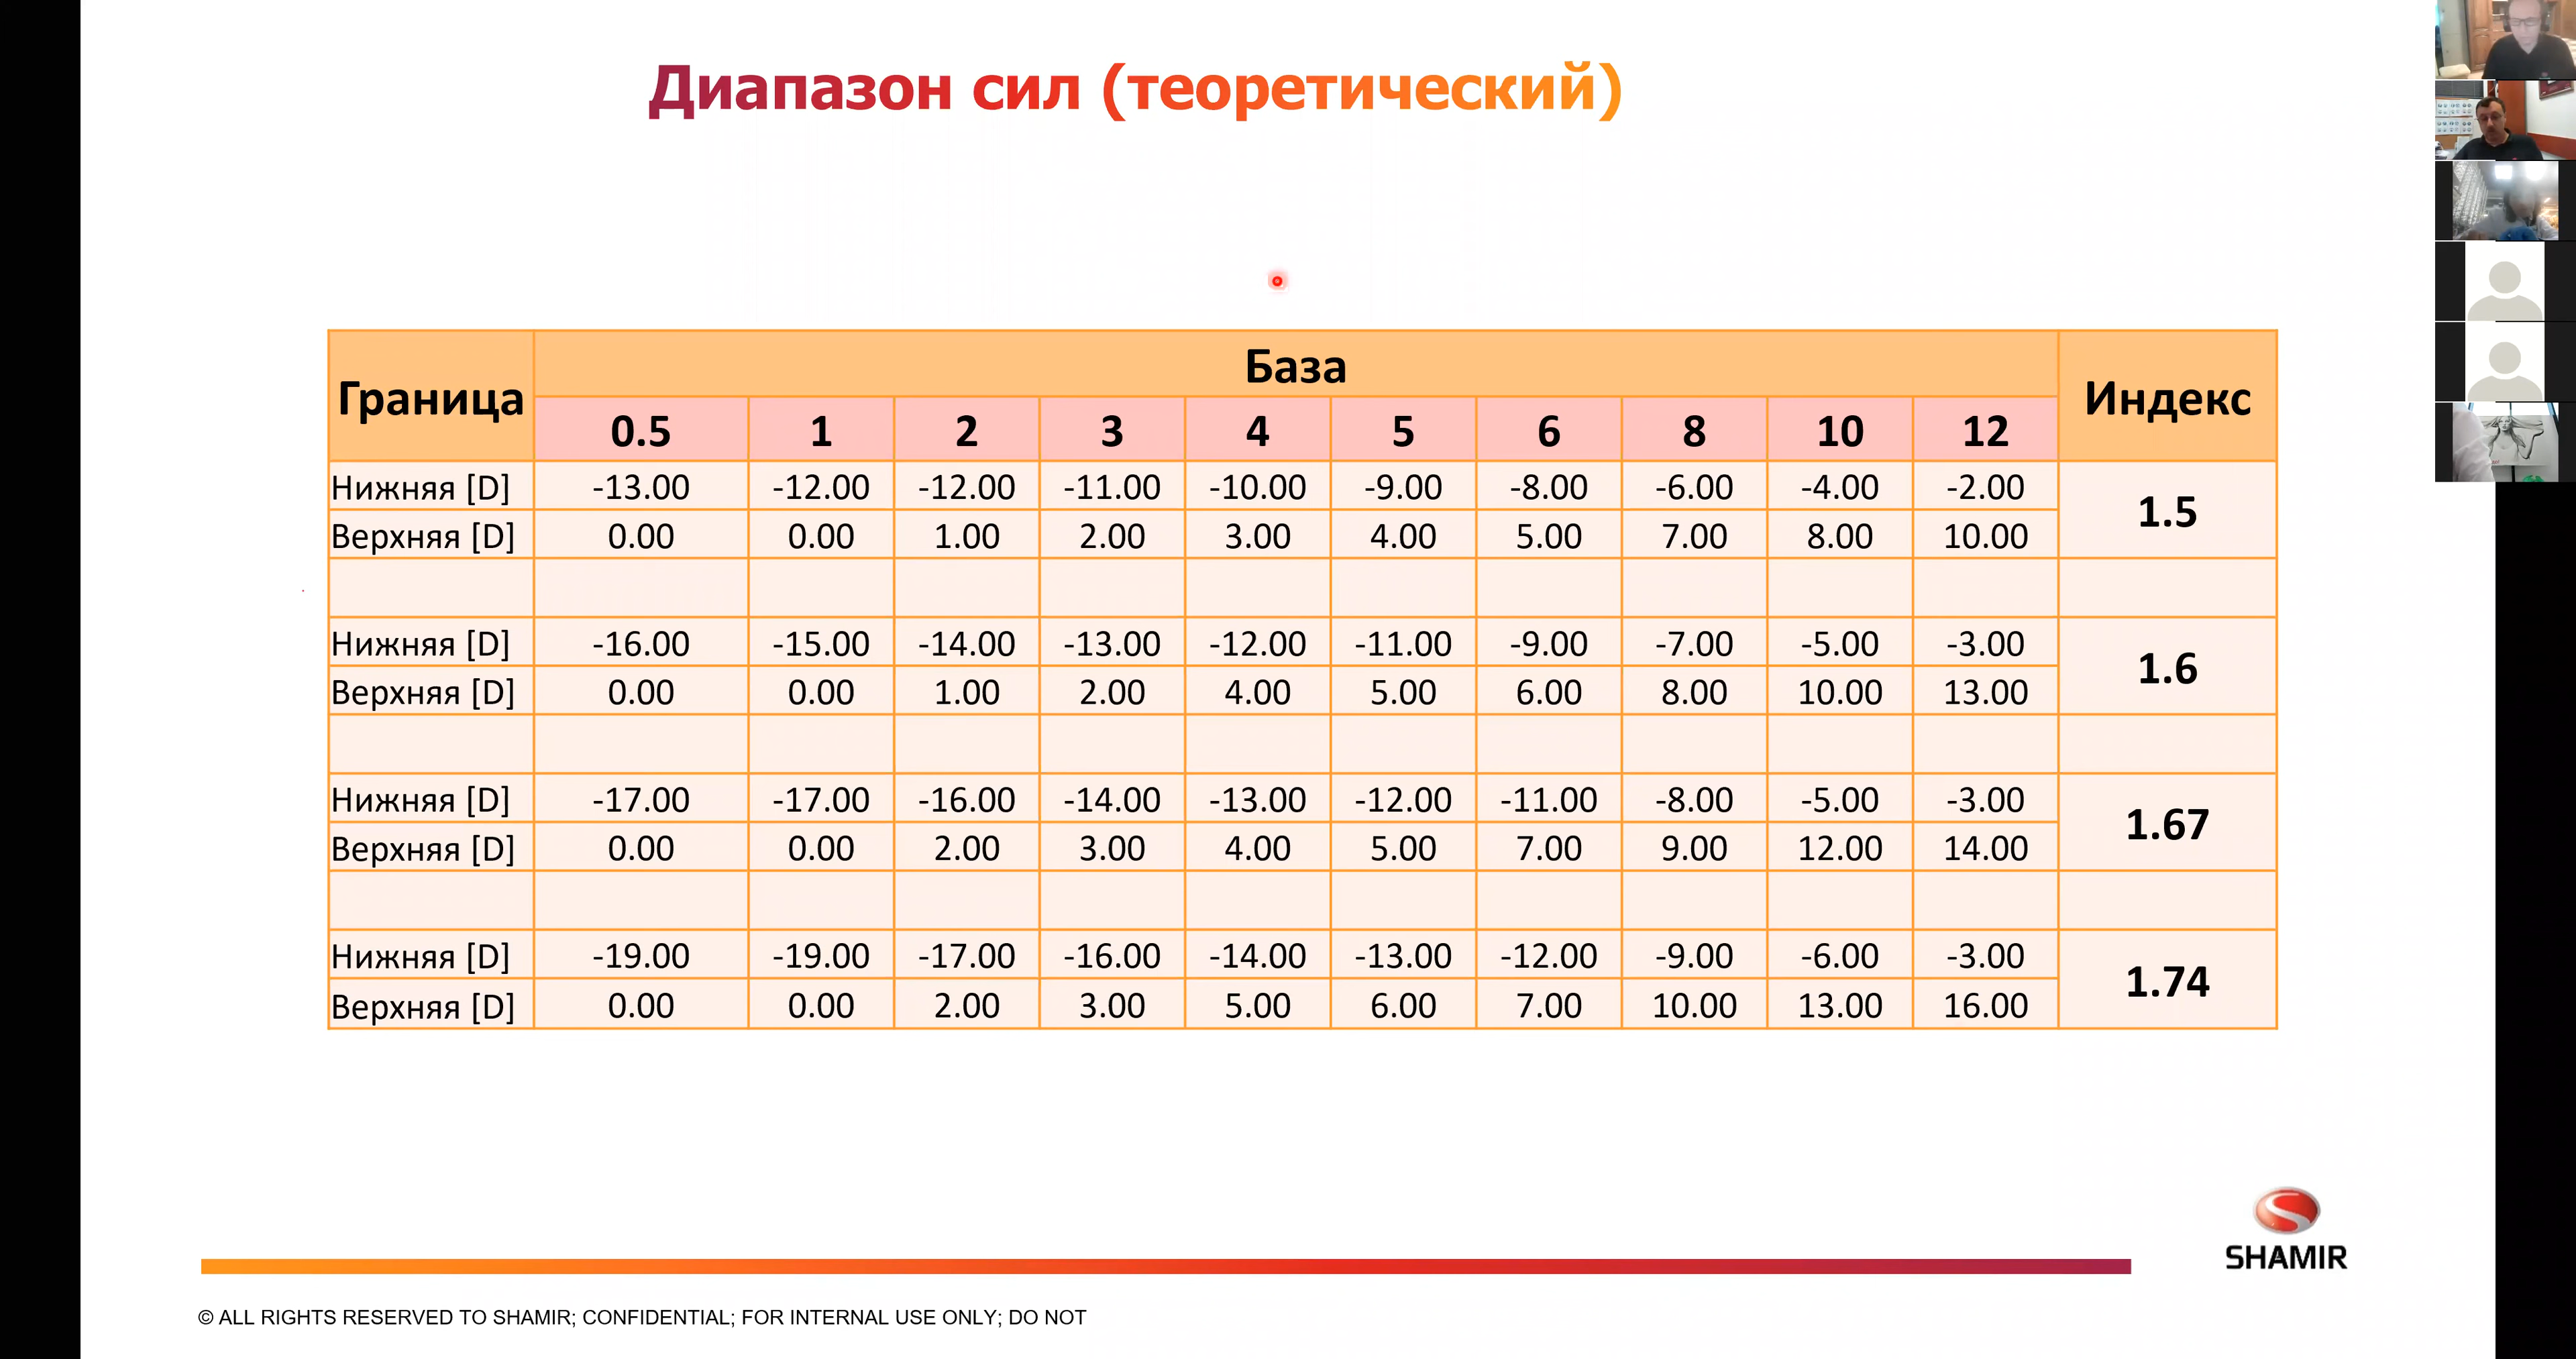 Диапазон сил (теоретический)
Граница База Индекс
0.5 1 2 3 4 5 6 8 10 12
Нижняя [D] -13.00 -12.00 -12.00 -11.00 -10.00 -9.00 -8.00 -6.00 -4.00 -2.00 1.5
Верхняя [D] 0.00 0.00 1.00 2.00 3.00 4.00 5.00 7.00 8.00 10.00
Нижняя [D] -16.00 -15.00 -14.00 -13.00 -12.00 -11.00 -9.00 -7.00 -5.00 -3.00 1.6
Верхняя [D] 0.00 0.00 1.00 2.00 4.00 5.00 6.00 8.00 10.00 13.00
Нижняя [D] -17.00 -17.00 -16.00 -14.00 -13.00 -12.00 -11.00 -8.00 -5.00 -3.00 1.67
Верхняя [D] 0.00 0.00 2.00 3.00 4.00 5.00 7.00 9.00 12.00 14.00
Нижняя [D] -19.00 -19.00 -17.00 -16.00 -14.00 -13.00 -12.00 -9.00 -6.00 -3.00 1.74
Верхняя [D] 0.00 0.00 2.00 3.00 5.00 6.00 7.00 10.00 13.00 16.00
SHAMIR
© ALL RIGHTS RESERVED TO SHAMIR; CONFIDENTIAL; FOR INTERNAL USE ONLY; DO NOT